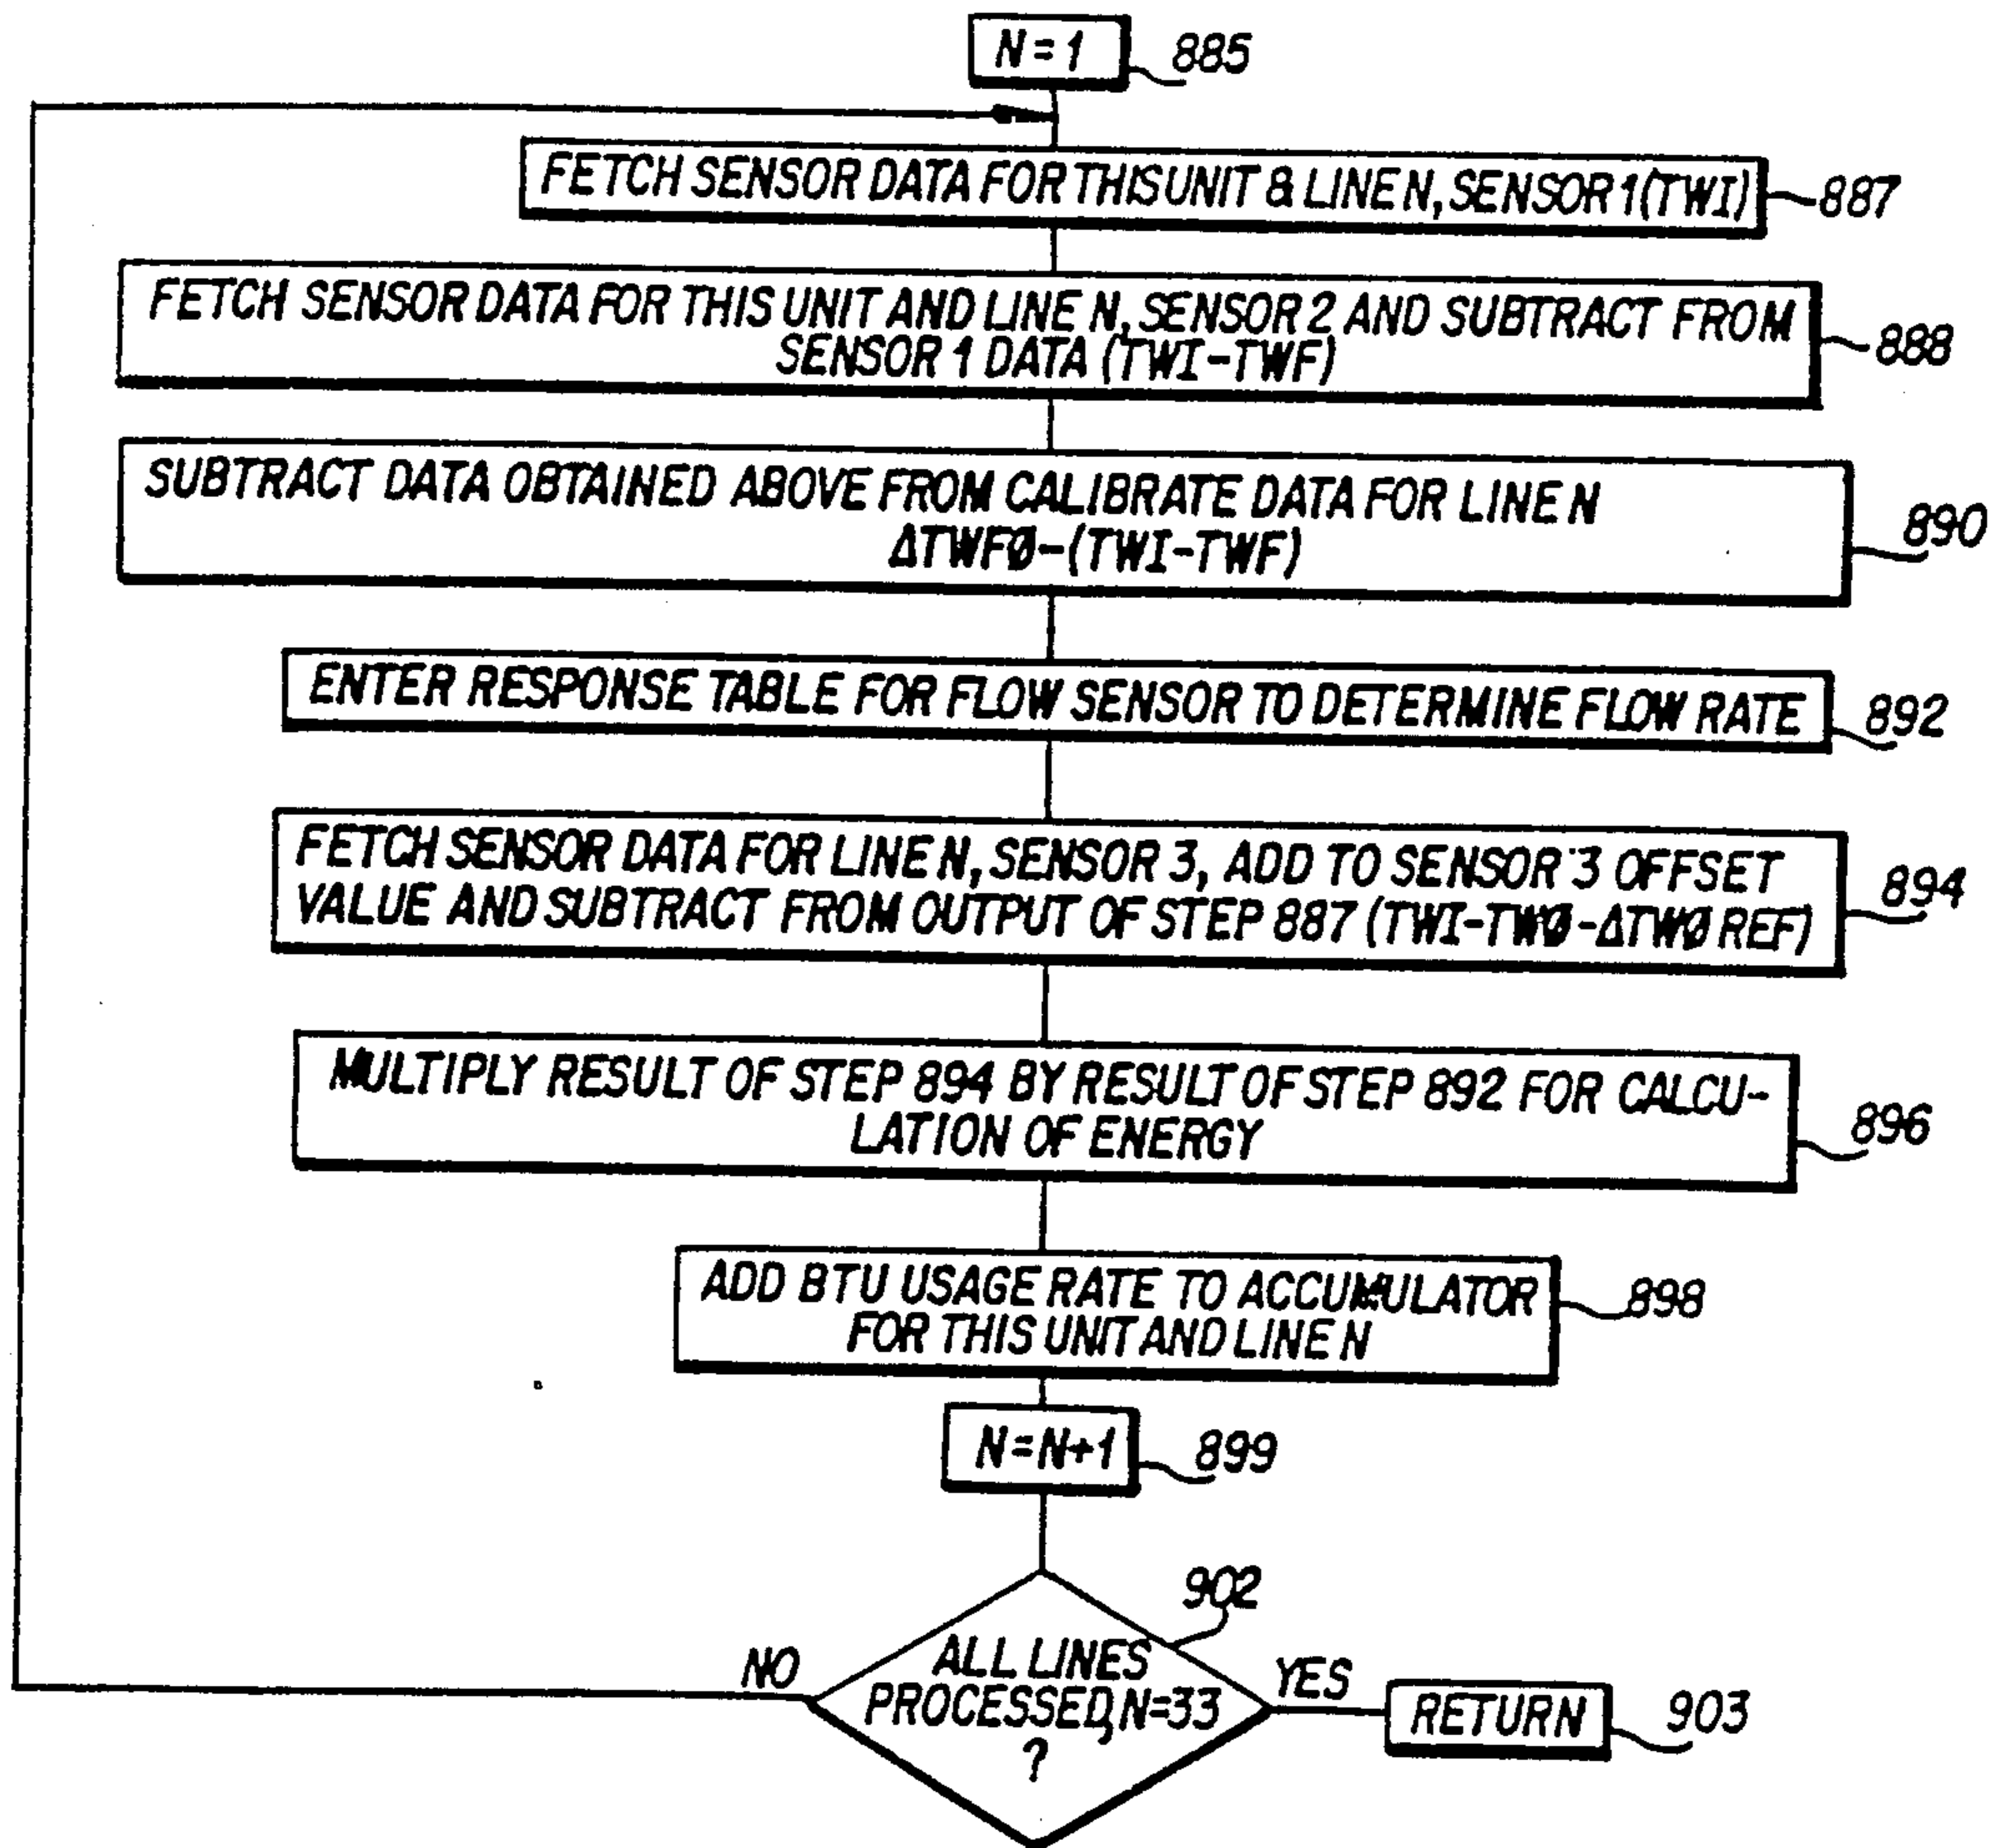 N=1
885
FETCH SENSOR DATA FOR THIS UNIT & LINE N, SENSOR 1 (TWI)
887
FETCH SENSOR DATA FOR THIS UNIT AND LINE N, SENSOR 2 AND SUBTRACT FROM
SENSOR 1 DATA (TWI-TWF)
888
SUBTRACT DATA OBTAINED ABOVE FROM CALIBRATE DATA FOR LINE N
ΔTWFØ-(TWI-TWF)
890
ENTER RESPONSE TABLE FOR FLOW SENSOR TO DETERMINE FLOW RATE
892
FETCH SENSOR DATA FOR LINE N, SENSOR 3, ADD TO SENSOR 3 OFFSET
VALUE AND SUBTRACT FROM OUTPUT OF STEP 887 (TWI-TWØ-ΔTWØ REF)
894
MULTIPLY RESULT OF STEP 894 BY RESULT OF STEP 892 FOR CALCU-
LATION OF ENERGY
896
ADD BTU USAGE RATE TO ACCUMULATOR
FOR THIS UNIT AND LINE N
898
N=N+1
899
902
ALL LINES
PROCESSED, N=33
?
NO
YES
RETURN
903